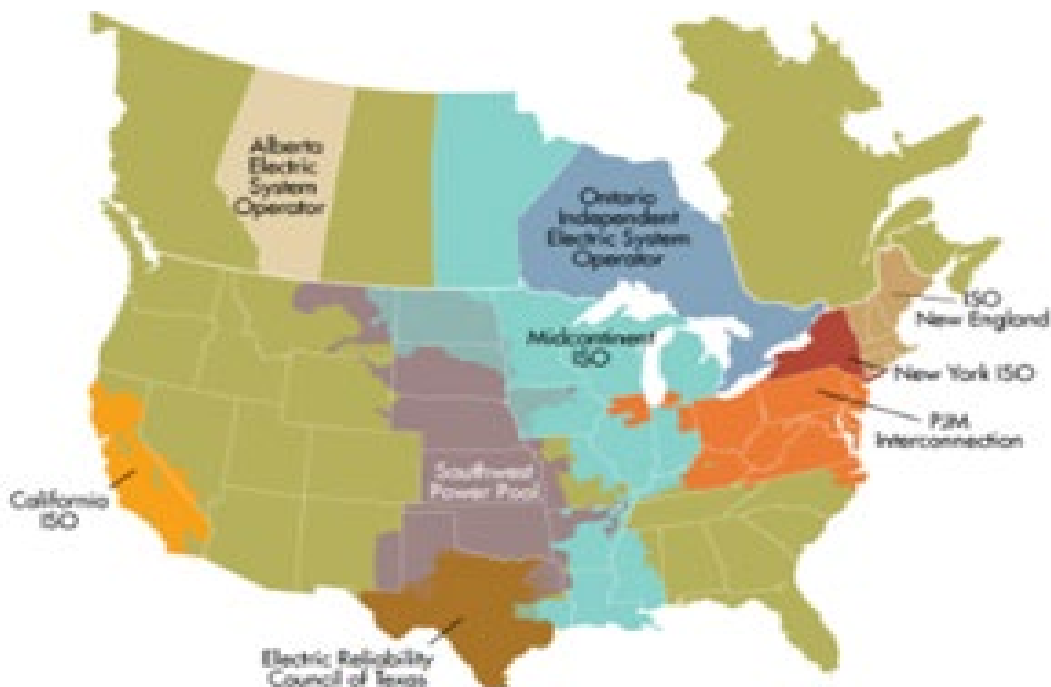 Alberta
Electric
System
Operator
Ontario
Independent
Electric System
Operator
ISO
New England
Midcontinent
ISO
New York ISO
PJM
Interconnection
Southwest
Power Pool
California
ISO
Electric Reliability
Council of Texas